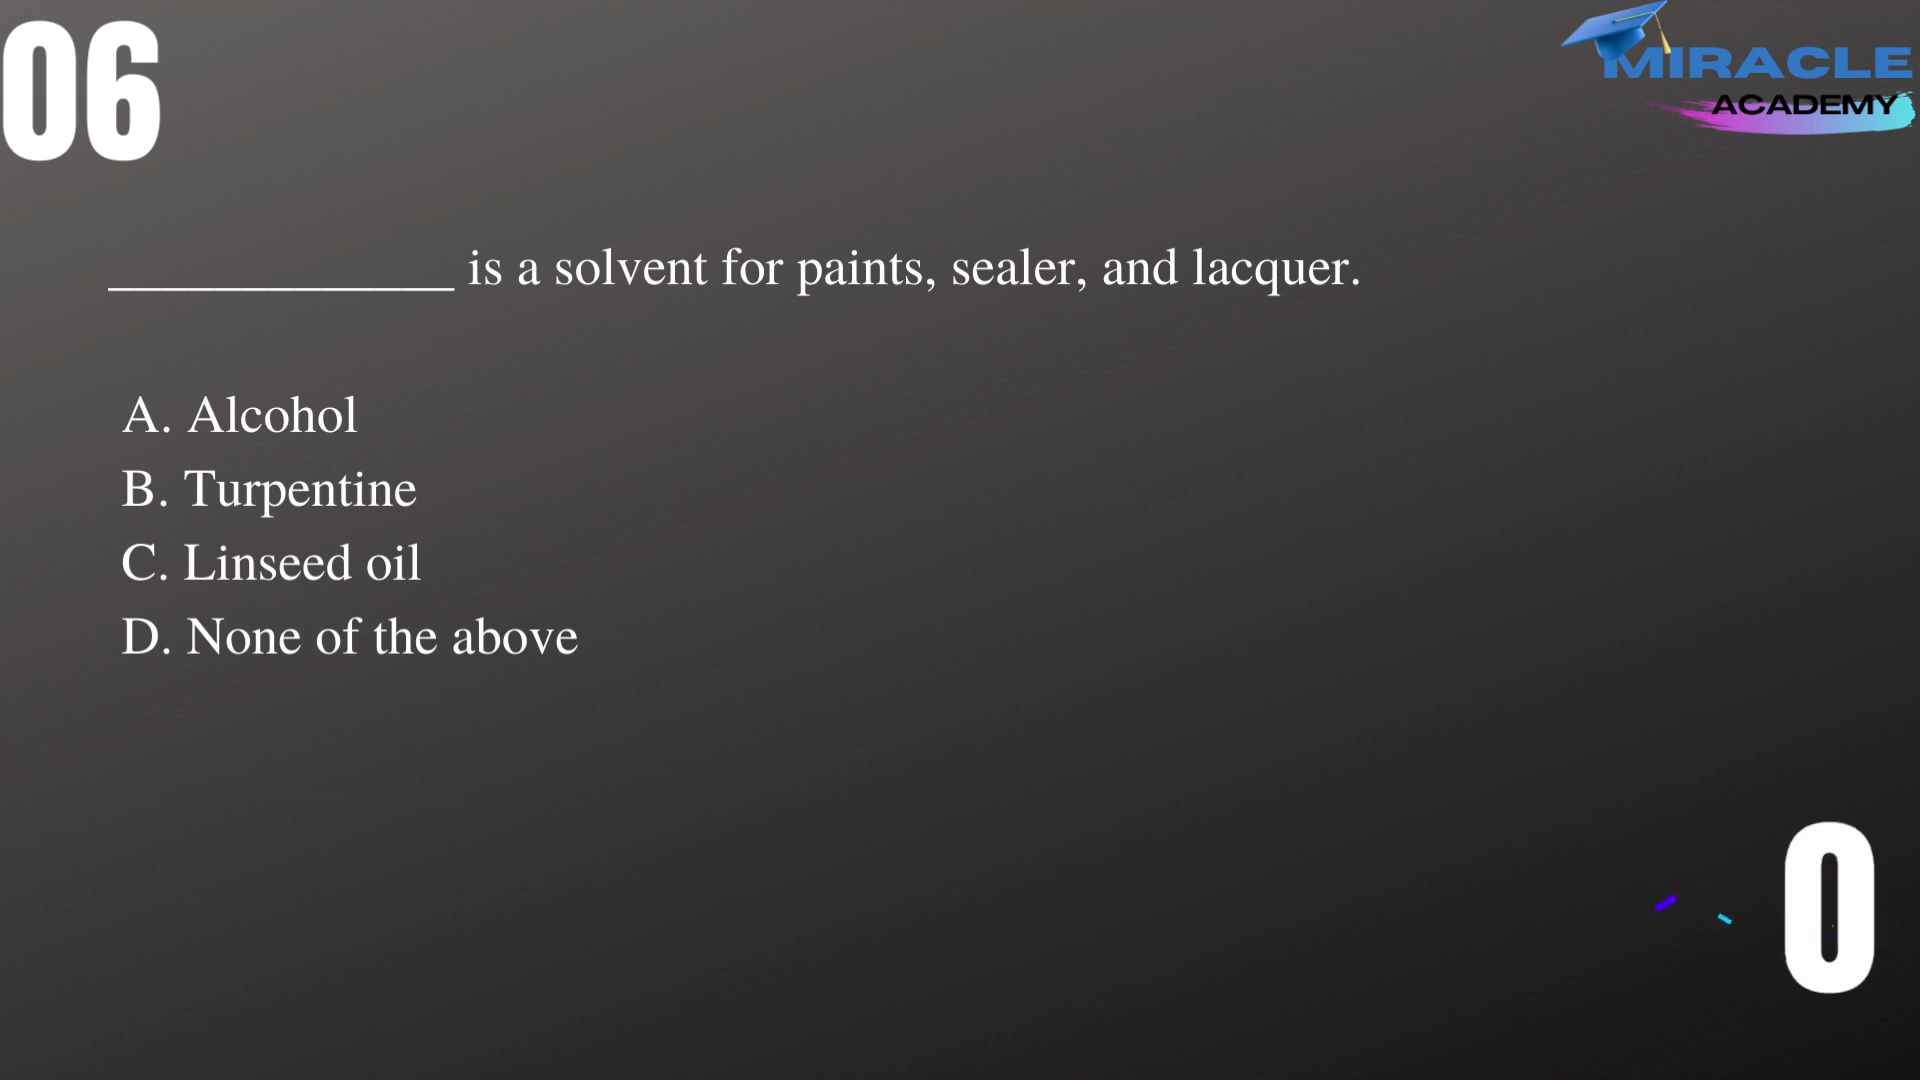 06
MIRACLE
ACADEMY
_____________ is a solvent for paints, sealer, and lacquer.
A. Alcohol
B. Turpentine
C. Linseed oil
D. None of the above
0